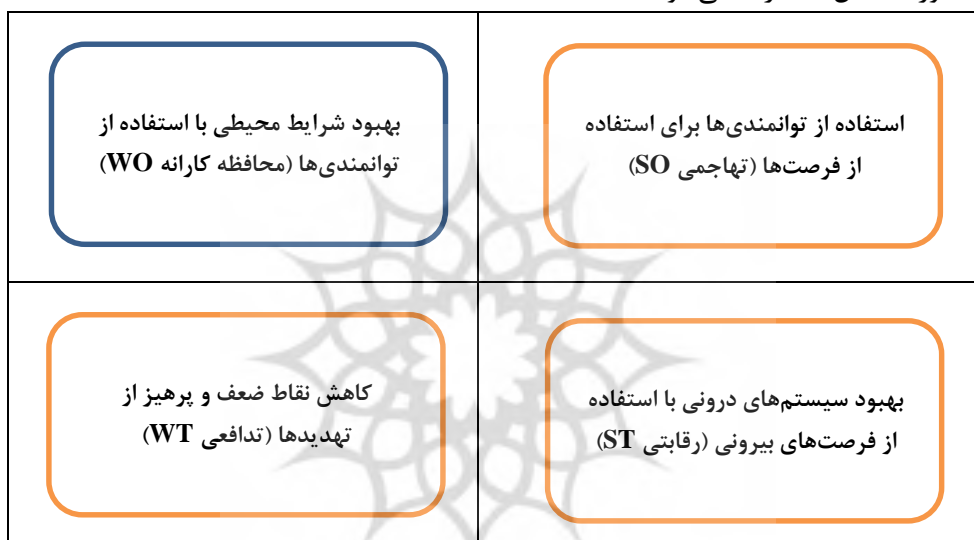 استفاده از توانمندی‌ها برای استفاده
از فرصت‌ها (تهاجمی SO)
بهبود شرایط محیطی با استفاده از
توانمندی‌ها (محافظه کارانه WO)
بهبود سیستم‌های درونی با استفاده
از فرصت‌های بیرونی (رقابتی ST)
کاهش نقاط ضعف و پرهیز از
تهدیدها (تدافعی WT)